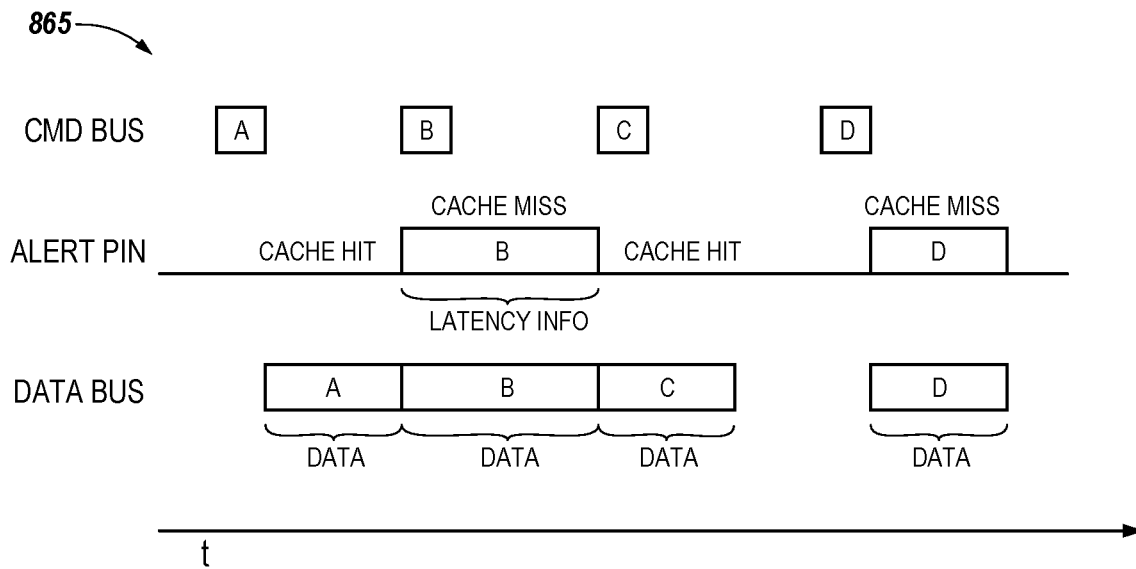 865
CMD BUS
A
B
C
D
CACHE MISS
CACHE MISS
ALERT PIN
CACHE HIT
B
CACHE HIT
D
LATENCY INFO
DATA BUS
A
B
C
D
DATA
DATA
DATA
DATA
t